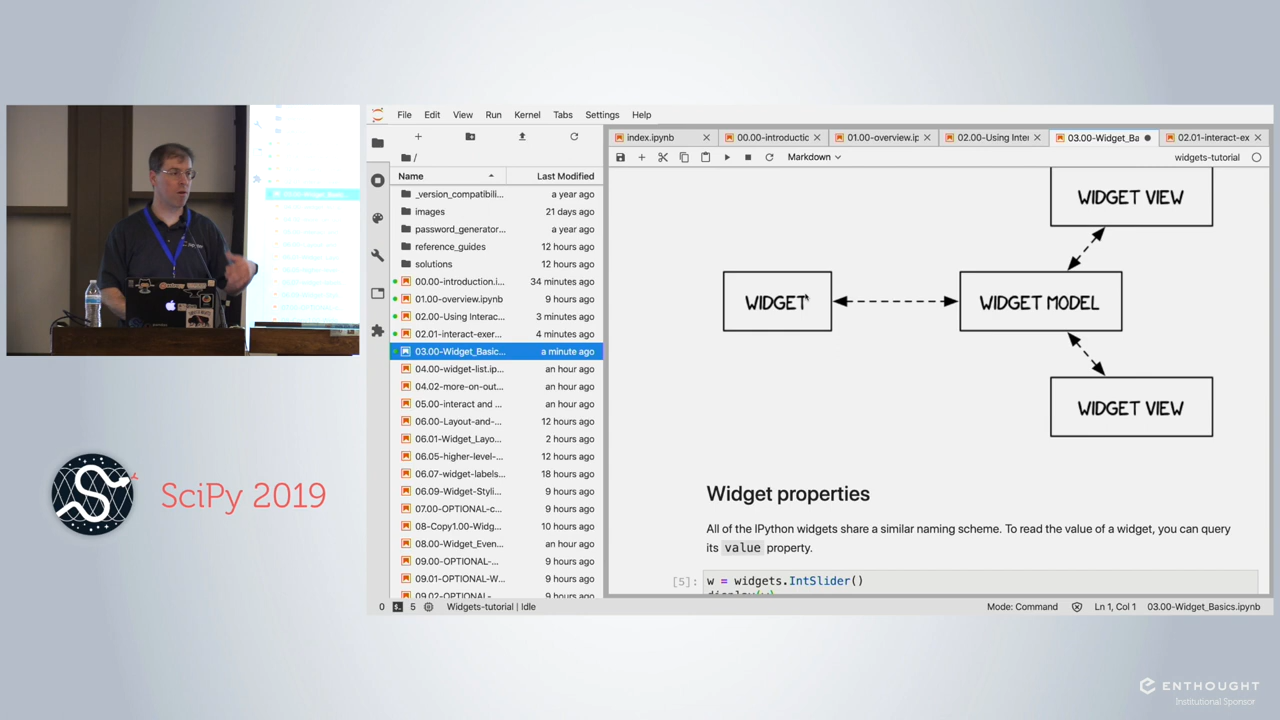 File Edit View Run Kernel Tabs Settings Help
index.ipynb 00.00-introductic 01.00-overview.ip 02.00-Using Inter 03.00-Widget_Ba 02.01-interact-ex
Markdown
widgets-tutorial
/
Name Last Modified
_version_compatibili... a year ago
images 21 days ago
password_generator... a year ago
reference_guides 12 hours ago
solutions 12 hours ago
00.00-introduction.i... 34 minutes ago
01.00-overview.ipynb 9 hours ago
02.00-Using Interac... 3 minutes ago
02.01-interact-exer... 4 minutes ago
03.00-Widget_Basic... a minute ago
04.00-widget-list.ip... an hour ago
04.02-more-on-out... an hour ago
05.00-interact and ... an hour ago
06.00-Layout-and-... 12 hours ago
06.01-Widget_Layo... 2 hours ago
06.05-higher-level-... 12 hours ago
06.07-widget-labels... 18 hours ago
06.09-Widget-Styli... 9 hours ago
07.00-OPTIONAL-c... 9 hours ago
08-Copy1.00-Widg... 10 hours ago
08.00-Widget_Even... an hour ago
09.00-OPTIONAL-... 9 hours ago
09.01-OPTIONAL-W... 9 hours ago
09.02-OPTIONAL-... 9 hours ago
WIDGET VIEW
WIDGET
WIDGET MODEL
WIDGET VIEW
Widget properties
All of the IPython widgets share a similar naming scheme. To read the value of a widget, you can query
its value property.
[5]: w = widgets.IntSlider()
display(w)
0 5 Widgets-tutorial | Idle
Mode: Command Ln 1, Col 1 03.00-Widget_Basics.ipynb
SciPy 2019
ENTHOUGHT
Institutional Sponsor